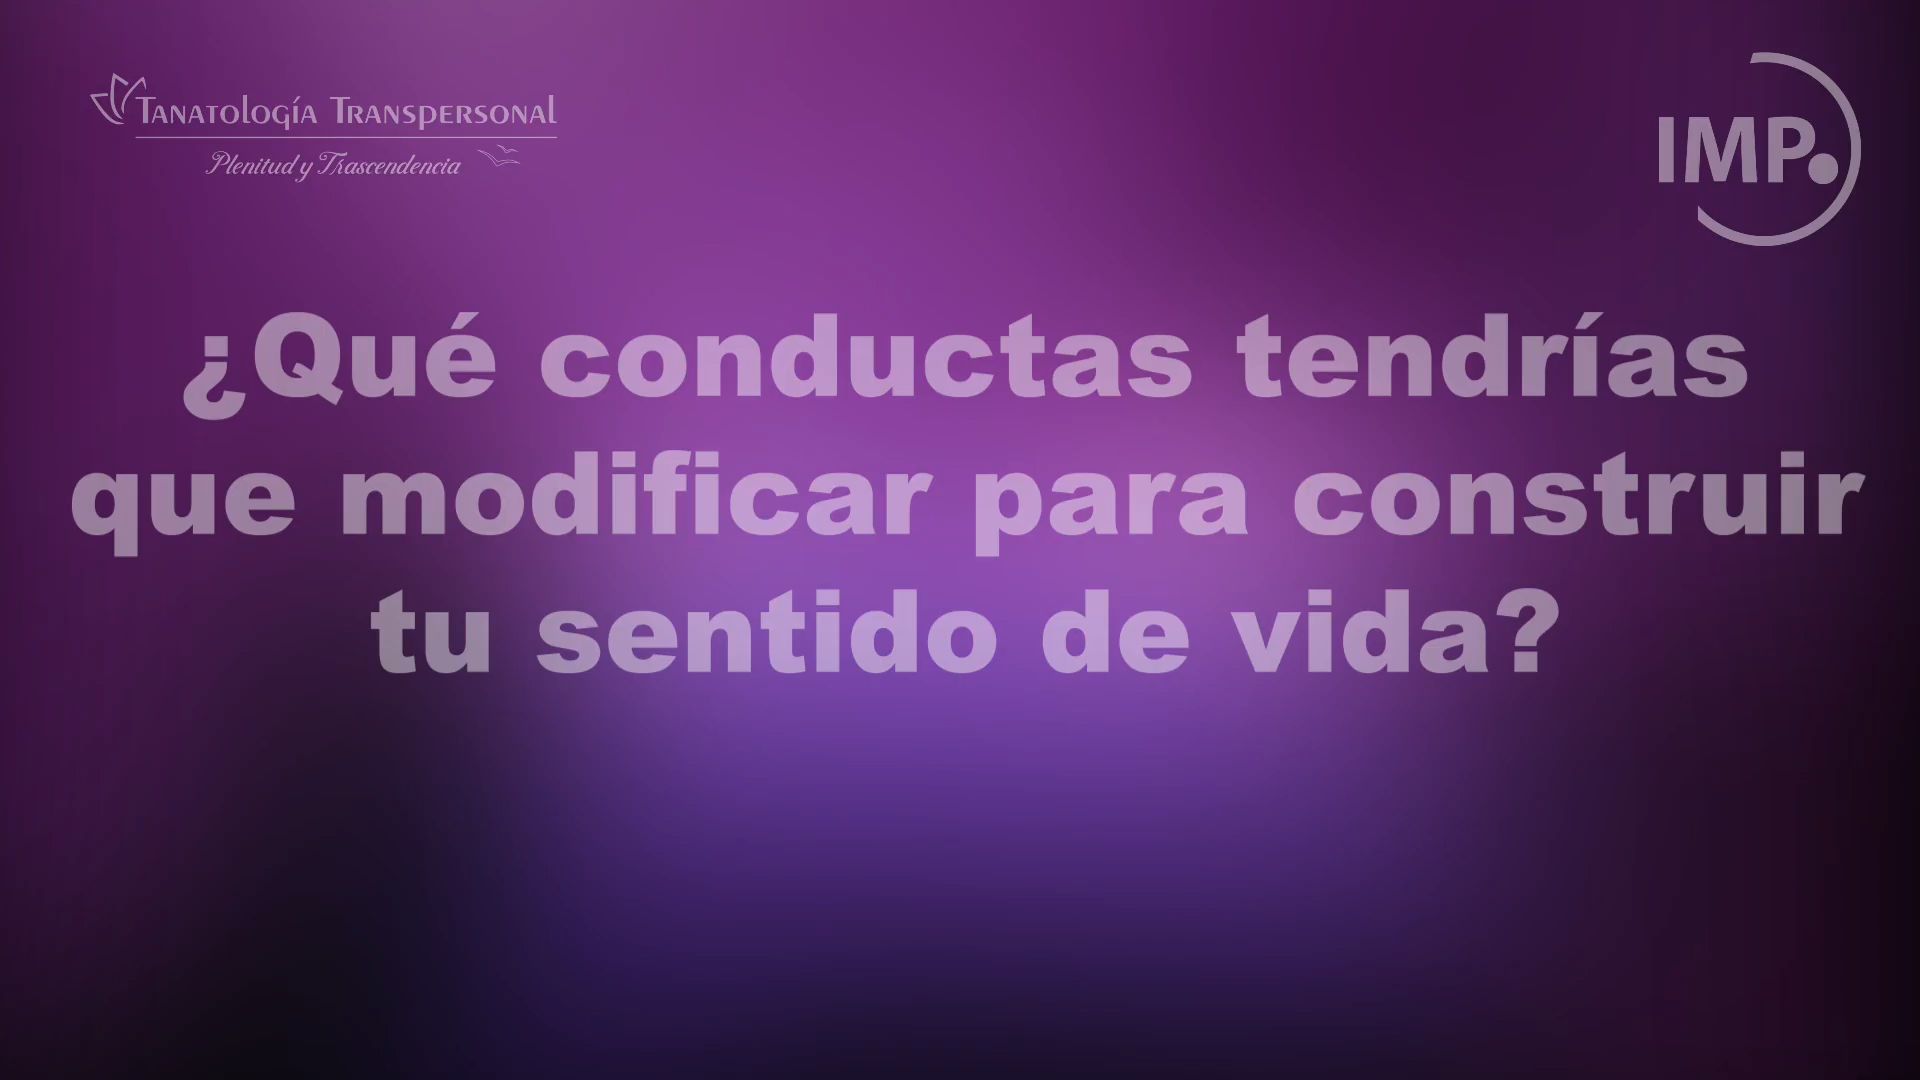 Tanatología Transpersonal
Plenitud y Trascendencia
IMP.
¿Qué conductas tendrías
que modificar para construir
tu sentido de vida?